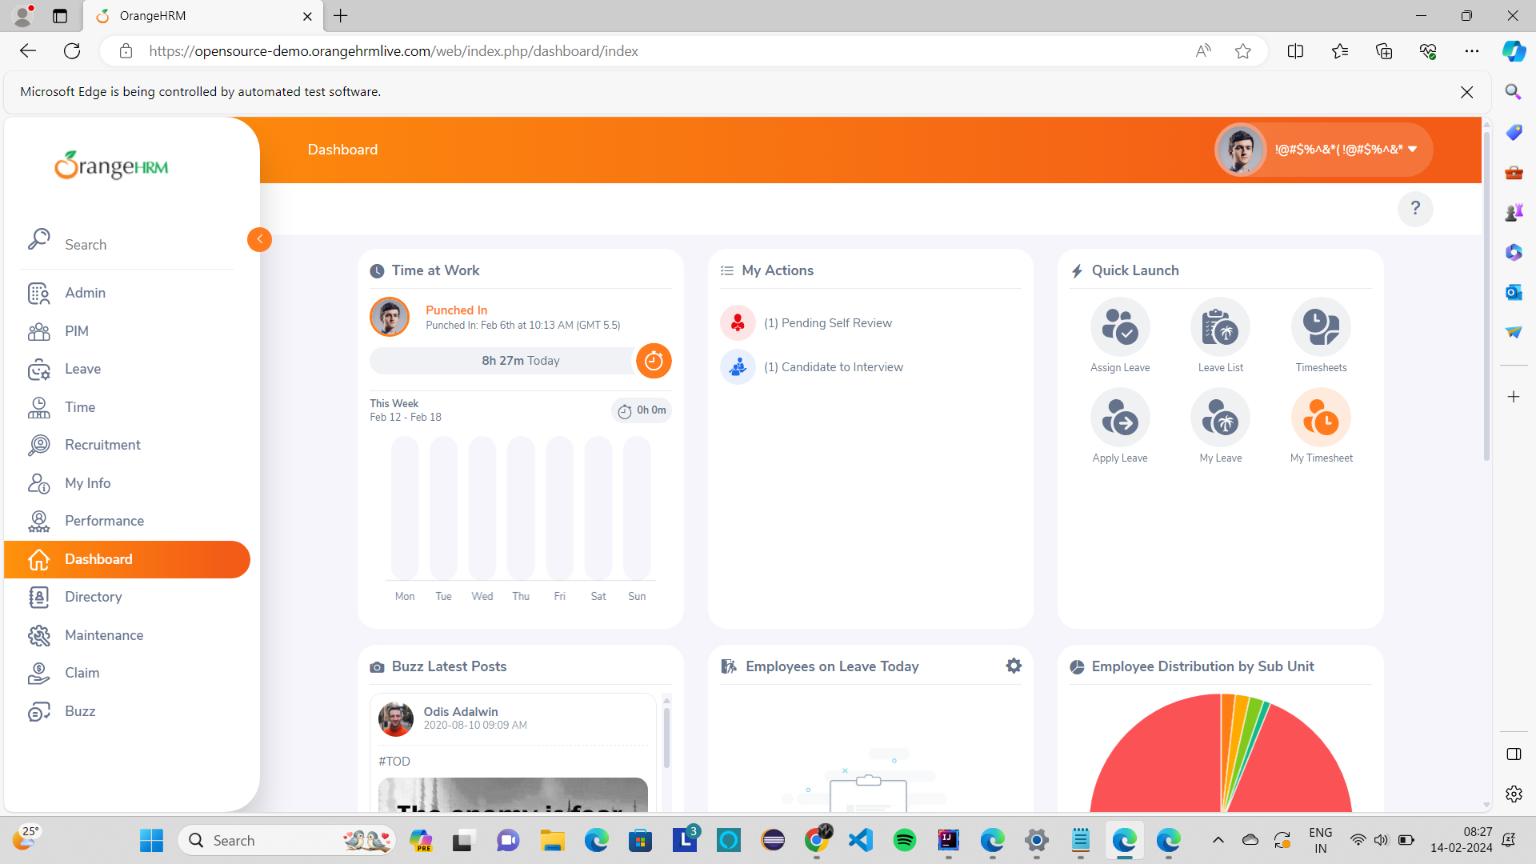 OrangeHRM
https://opensource-demo.orangehrmlive.com/web/index.php/dashboard/index
Microsoft Edge is being controlled by automated test software.
OrangeHRM
Dashboard
!@#$%^&*( !@#$%^&*
?
Search
Admin
PIM
Leave
Time
Recruitment
My Info
Performance
Dashboard
Directory
Maintenance
Claim
Buzz
Time at Work
Punched In
Punched In: Feb 6th at 10:13 AM (GMT 5.5)
8h 27m Today
This Week
Feb 12 - Feb 18
0h 0m
Mon Tue Wed Thu Fri Sat Sun
My Actions
(1) Pending Self Review
(1) Candidate to Interview
Quick Launch
Assign Leave Leave List Timesheets
Apply Leave My Leave My Timesheet
Buzz Latest Posts
Odis Adalwin
2020-08-10 09:09 AM
#TOD
The enemy is fear
Employees on Leave Today
Employee Distribution by Sub Unit
25°
Search
PRE
3
ENG
IN
08:27
14-02-2024